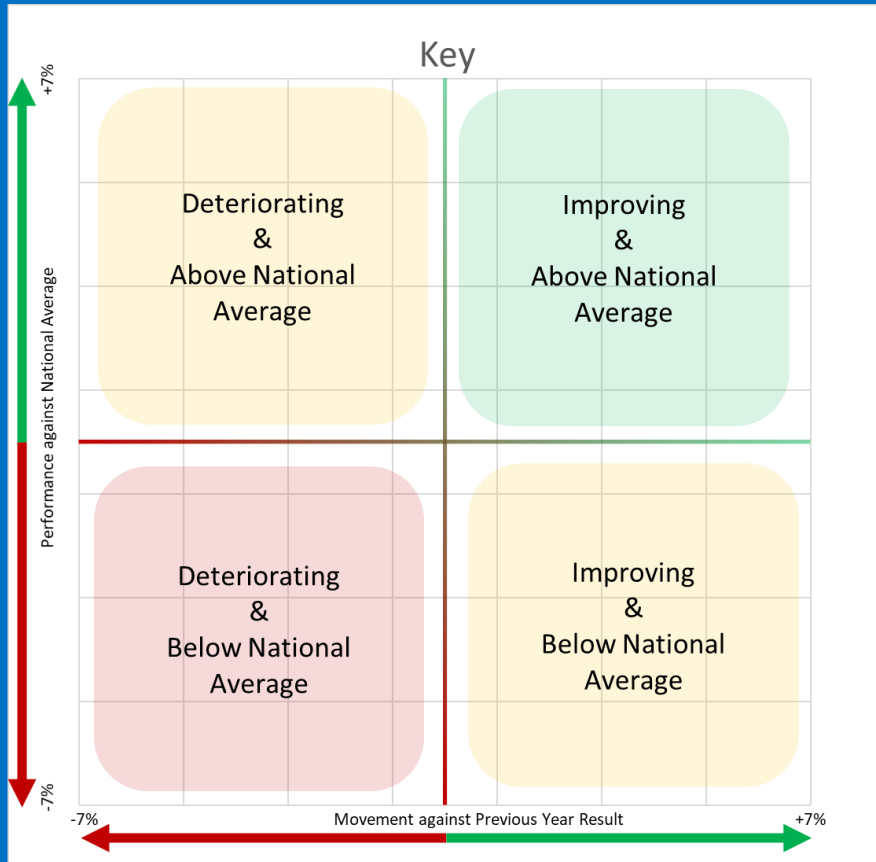 Key
+7%
Performance against National Average
-7%
Deteriorating
&
Above National
Average
Improving
&
Above National
Average
Deteriorating
&
Below National
Average
Improving
&
Below National
Average
-7%
Movement against Previous Year Result
+7%